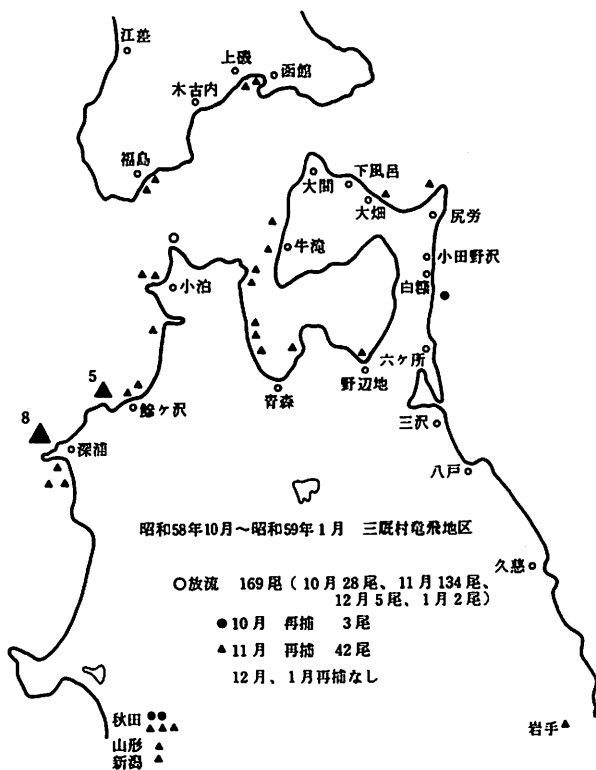 江差
上磯
函館
木古内
福島
大間
下風呂
大畑
尻労
牛滝
小田野沢
小泊
白糠
六ヶ所
5
鰺ヶ沢
青森
野辺地
三沢
8
深浦
八戸
昭和58年10月～昭和59年1月 三厩村竜飛地区
久慈
○放流 169尾(10月28尾、11月134尾、
12月5尾、1月2尾)
●10月 再捕 3尾
▲11月 再捕 42尾
12月、1月再捕なし
秋田
岩手
山形
新潟